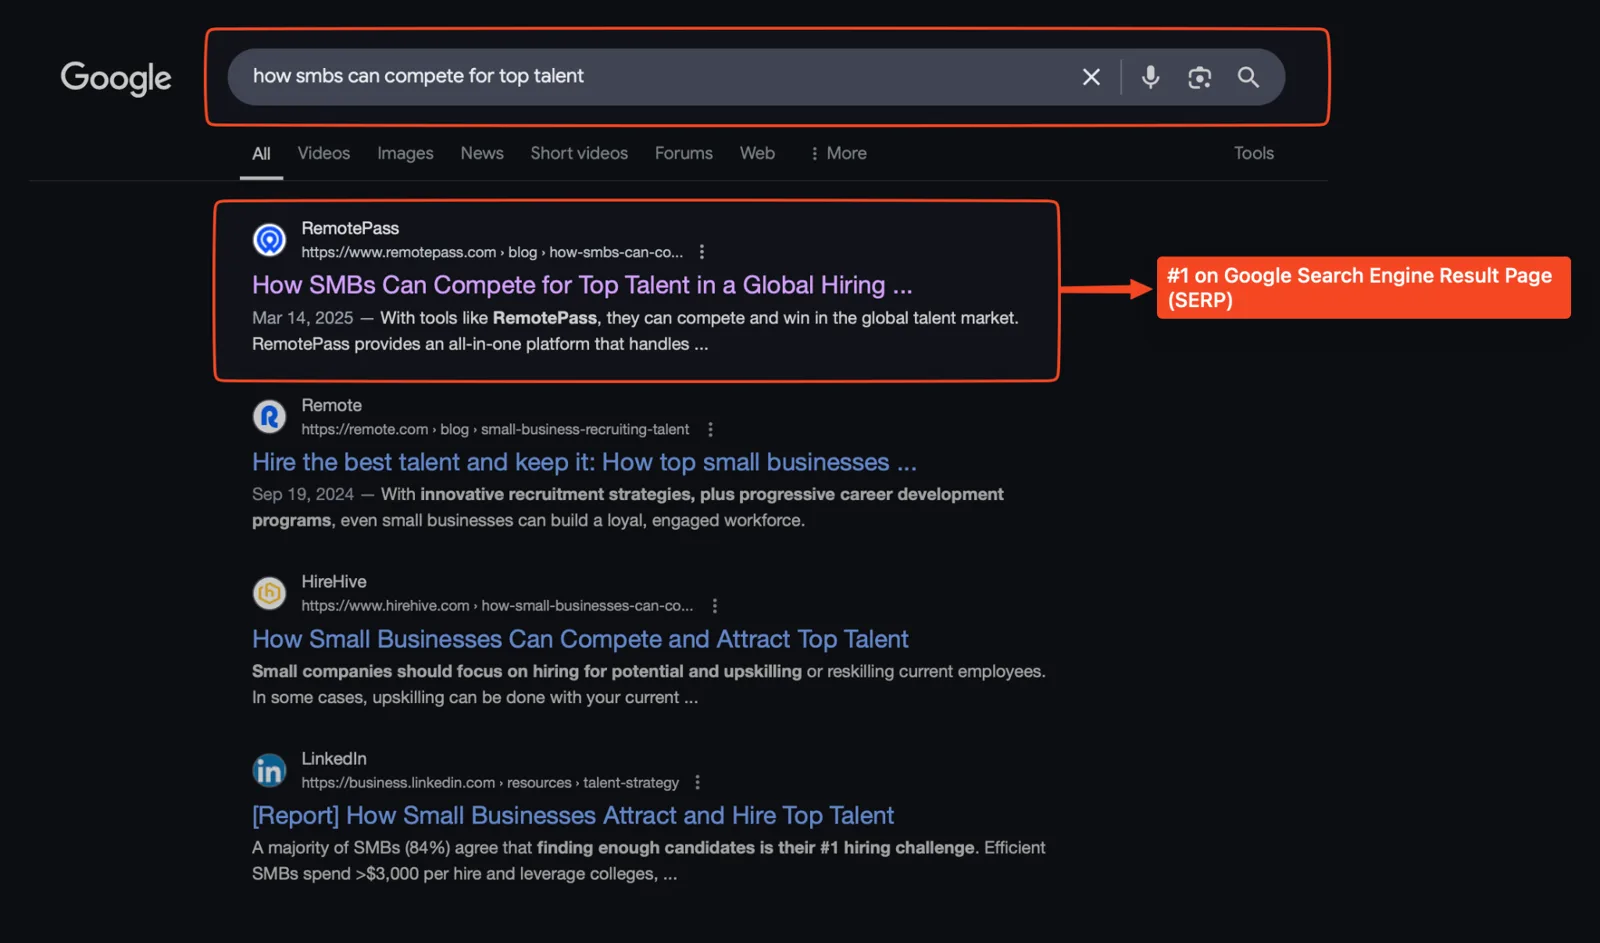 Google
how smbs can compete for top talent
All Videos Images News Short videos Forums Web More Tools
RemotePass
https://www.remotepass.com › blog › how-smbs-can-co...
How SMBs Can Compete for Top Talent in a Global Hiring ...
Mar 14, 2025 — With tools like RemotePass, they can compete and win in the global talent market.
RemotePass provides an all-in-one platform that handles ...
#1 on Google Search Engine Result Page
(SERP)
Remote
https://remote.com › blog › small-business-recruiting-talent
Hire the best talent and keep it: How top small businesses ...
Sep 19, 2024 — With innovative recruitment strategies, plus progressive career development
programs, even small businesses can build a loyal, engaged workforce.
HireHive
https://www.hirehive.com › how-small-businesses-can-co...
How Small Businesses Can Compete and Attract Top Talent
Small companies should focus on hiring for potential and upskilling or reskilling current employees.
In some cases, upskilling can be done with your current ...
LinkedIn
https://business.linkedin.com › resources › talent-strategy
[Report] How Small Businesses Attract and Hire Top Talent
A majority of SMBs (84%) agree that finding enough candidates is their #1 hiring challenge. Efficient
SMBs spend >$3,000 per hire and leverage colleges, ...